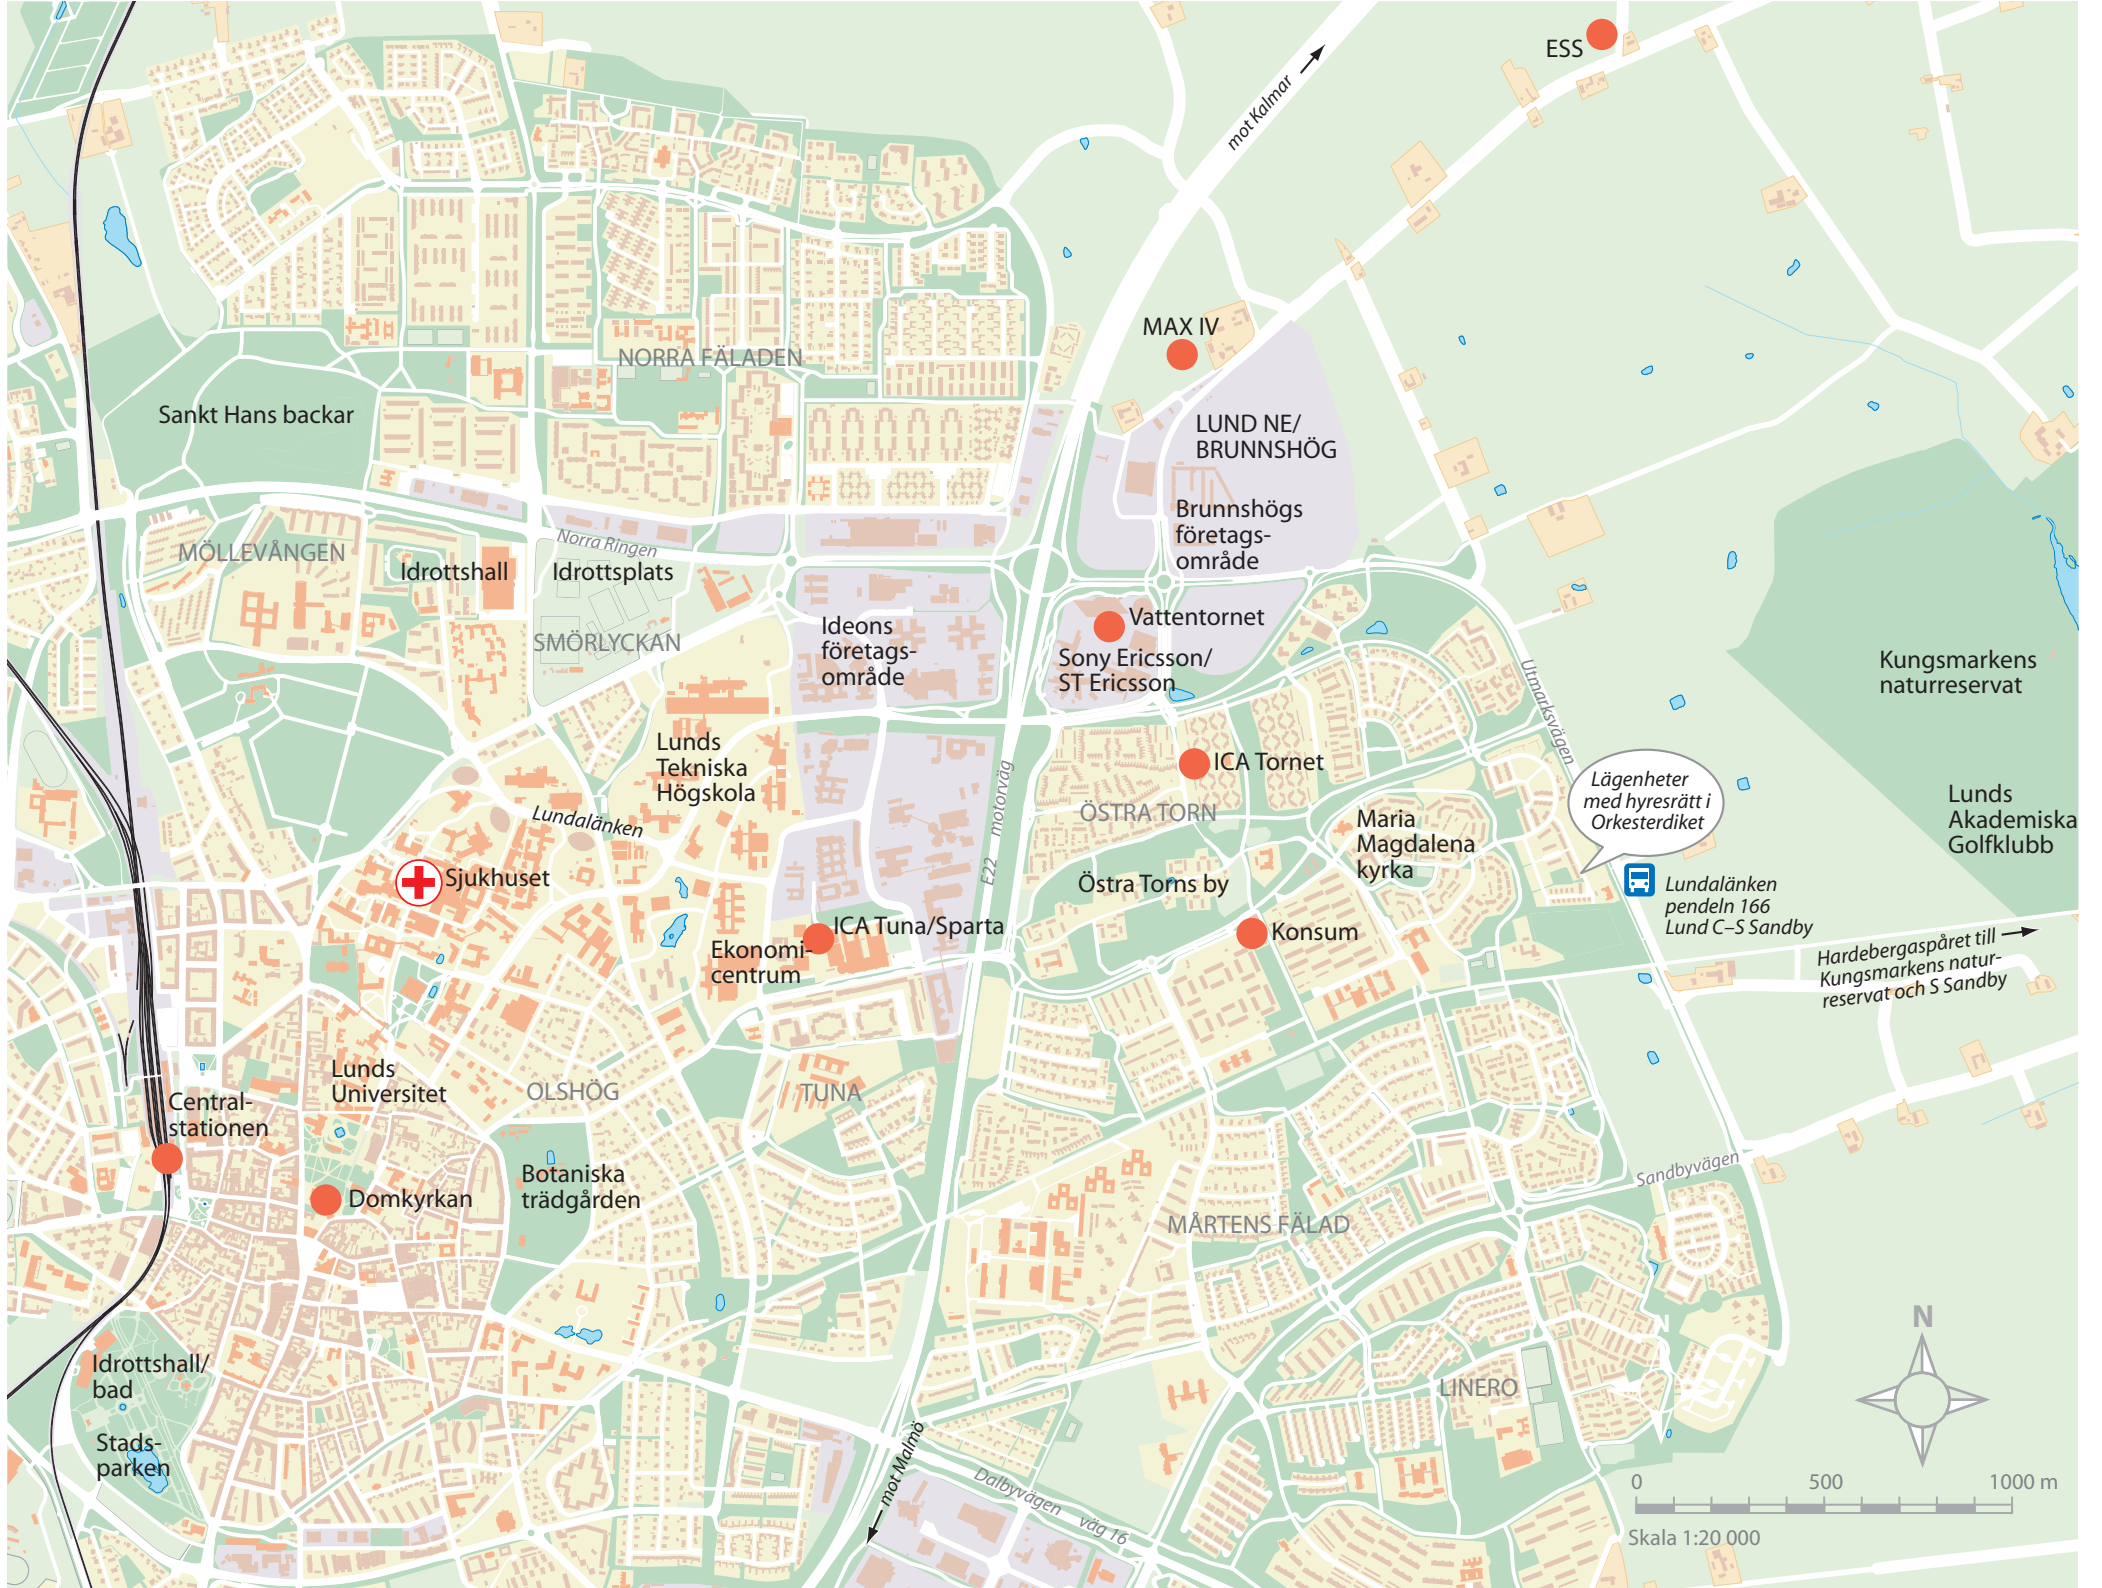 ESS
mot Kalmar
MAX IV
NORRA FÄLADEN
Sankt Hans backar
LUND NE/
BRUNNSHÖG
Brunnshögs
företags-
område
Norra Ringen
MÖLLEVÅNGEN
Idrottshall
Idrottsplats
SMÖRLYCKAN
Ideons
företags-
område
Vattentornet
Sony Ericsson/
ST Ericsson
Utmarksvägen
Kungsmarkens
naturreservat
Lunds
Tekniska
Högskola
ICA Tornet
E22 motorväg
ÖSTRA TORN
Lägenheter
med hyresrätt i
Orkesterdiket
Lunds
Akademiska
Golfklubb
Lundalänken
Maria
Magdalena
kyrka
Sjukhuset
Östra Torns by
Lundalänken
pendeln 166
Lund C–S Sandby
ICA Tuna/Sparta
Konsum
Ekonomi-
centrum
Hardebergaspåret till
Kungsmarkens natur-
reservat och S Sandby
Lunds
Universitet
OLSHÖG
TUNA
Central-
stationen
Botaniska
trädgården
Domkyrkan
Sandbyvägen
MÅRTENS FÄLAD
Idrottshall/
bad
Stads-
parken
LINERO
N
N
mot Malmö
Dalbyvägen väg 16
0 500 1000 m
Skala 1:20 000